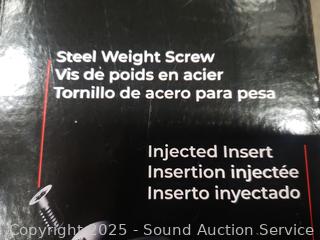 Steel Weight Screw
Vis de poids en acier
Tornillo de acero para pesa
Injected Insert
Insertion injectée
Inserto inyectado
Copyright 2025 - Sound Auction Service